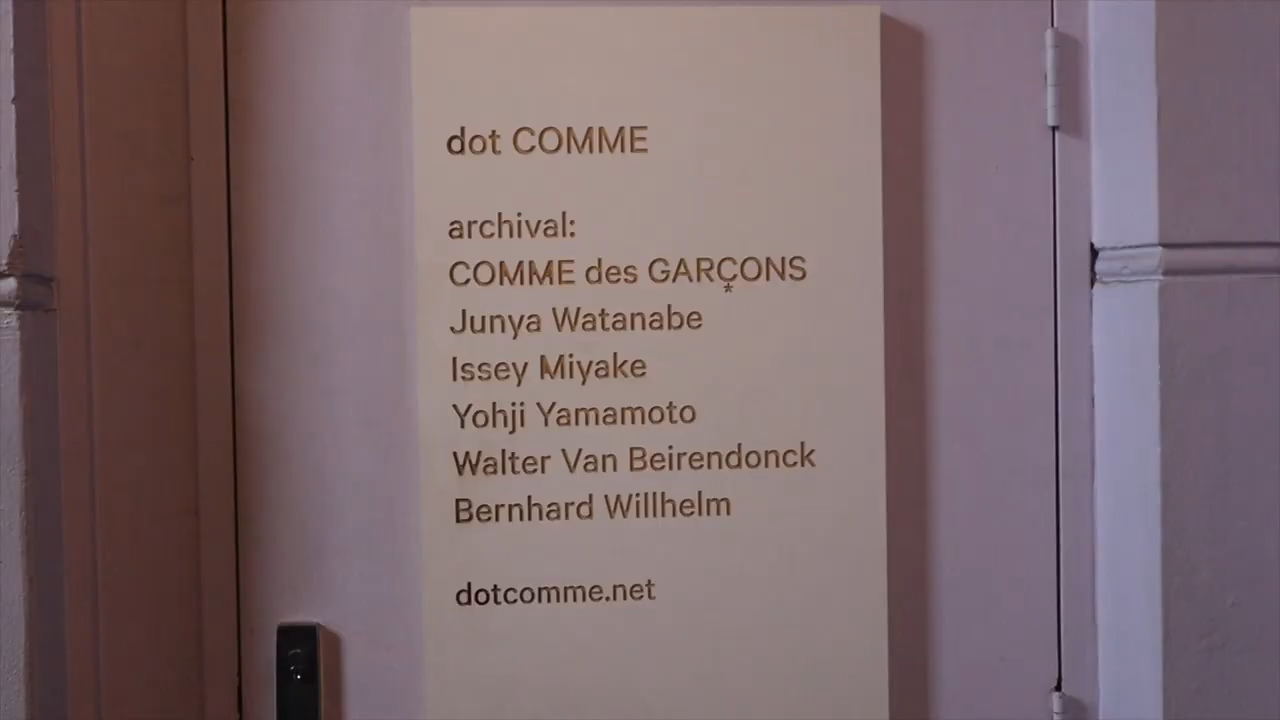 dot COMME
archival:
COMME des GARÇONS
*
Junya Watanabe
Issey Miyake
Yohji Yamamoto
Walter Van Beirendonck
Bernhard Willhelm
dotcomme.net